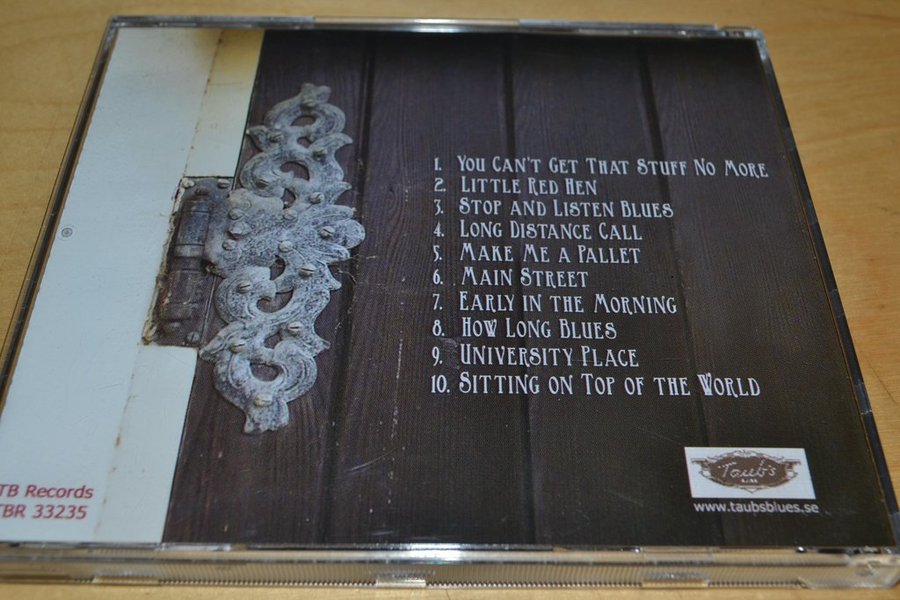 1. You Can't Get That Stuff No More
2. Little Red Hen
3. Stop and Listen Blues
4. Long Distance Call
5. Make Me a Pallet
6. Main Street
7. Early in the Morning
8. How Long Blues
9. University Place
10. Sitting on Top of the World
TB Records
TBR 33235
Taub's
www.taubsblues.se